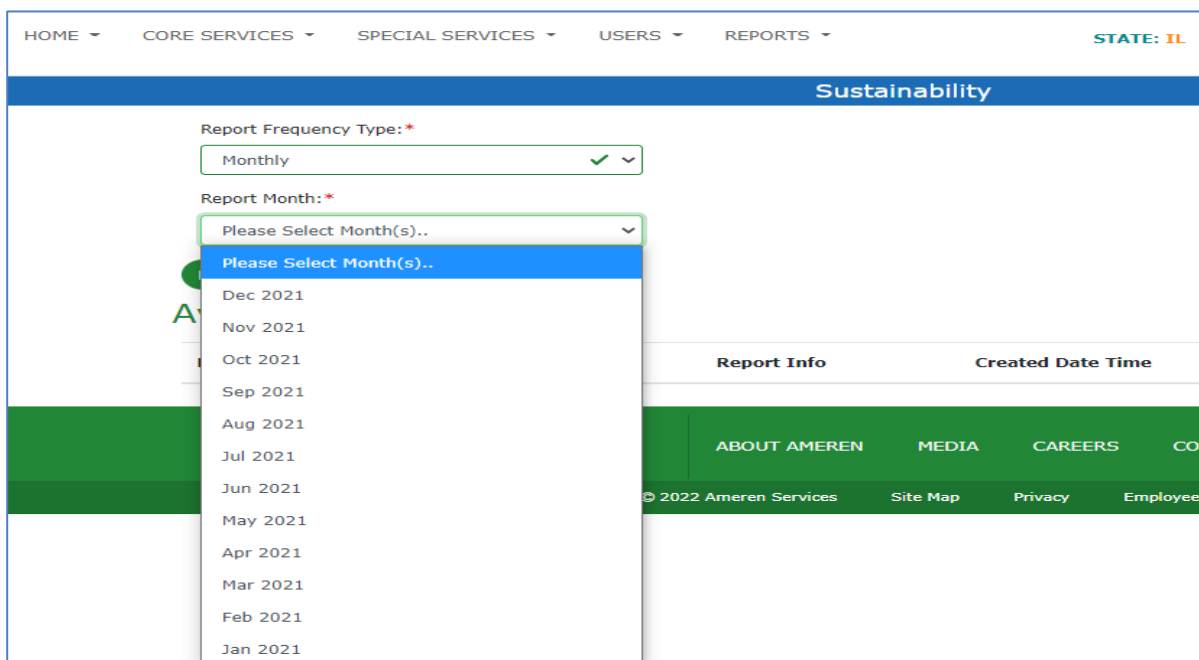 HOME CORE SERVICES SPECIAL SERVICES USERS REPORTS STATE: IL
Sustainability
Report Frequency Type:*
Monthly
Report Month:*
Please Select Month(s)..
Please Select Month(s)..
Dec 2021
Nov 2021
Oct 2021
Report Info Created Date Time
Sep 2021
Aug 2021
ABOUT AMEREN MEDIA CAREERS
Jul 2021
Jun 2021
© 2022 Ameren Services Site Map Privacy Employee
May 2021
Apr 2021
Mar 2021
Feb 2021
Jan 2021